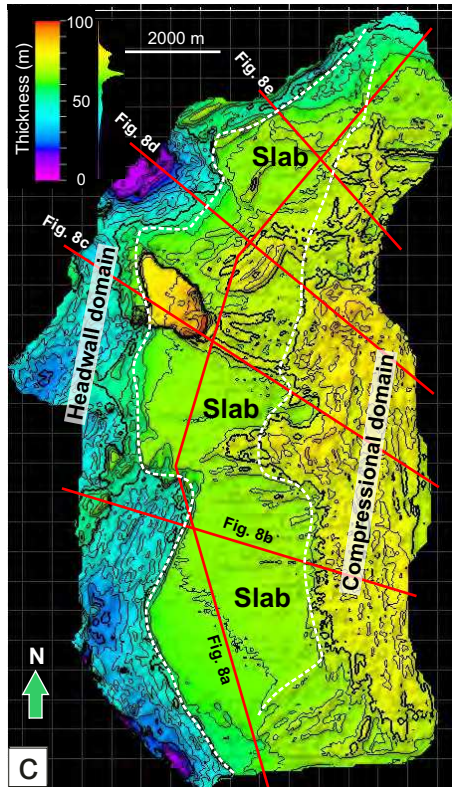 100
2000 m
Thickness (m)
50
0
Fig. 8e
Fig. 8d
Slab
Fig. 8c
Headwall domain
Slab
Compressional domain
Fig. 8b
Slab
Fig. 8a
N
C